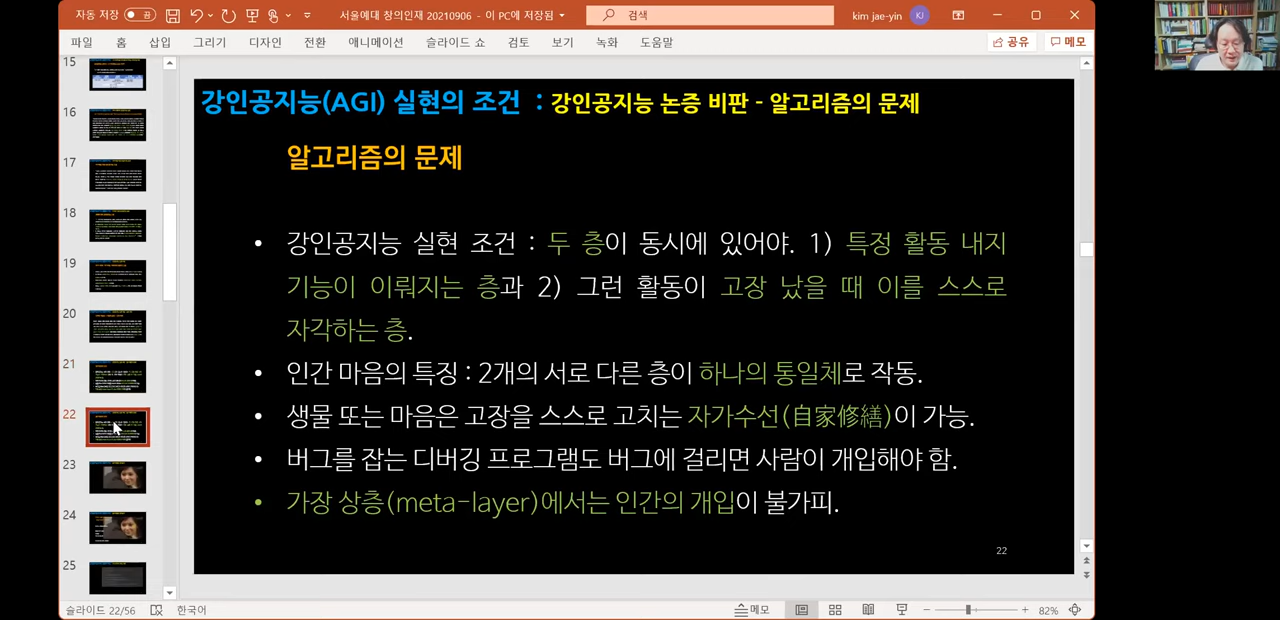 자동 저장 끔 서울예대 창의인재 20210906 - 이 PC에 저장됨 검색 kim jae-yin KJ
파일 홈 삽입 그리기 디자인 전환 애니메이션 슬라이드 쇼 검토 보기 녹화 도움말 공유 메모
15
16
17
18
19
20
21
22
23
24
25
강인공지능(AGI) 실현의 조건 : 강인공지능 논증 비판 - 알고리즘의 문제
알고리즘의 문제
• 강인공지능 실현 조건 : 두 층이 동시에 있어야. 1) 특정 활동 내지
기능이 이뤄지는 층과 2) 그런 활동이 고장 났을 때 이를 스스로
자각하는 층.
• 인간 마음의 특징 : 2개의 서로 다른 층이 하나의 통일체로 작동.
• 생물 또는 마음은 고장을 스스로 고치는 자가수선(自家修繕)이 가능.
• 버그를 잡는 디버깅 프로그램도 버그에 걸리면 사람이 개입해야 함.
• 가장 상층(meta-layer)에서는 인간의 개입이 불가피.
22
슬라이드 22/56 한국어 메모 82%